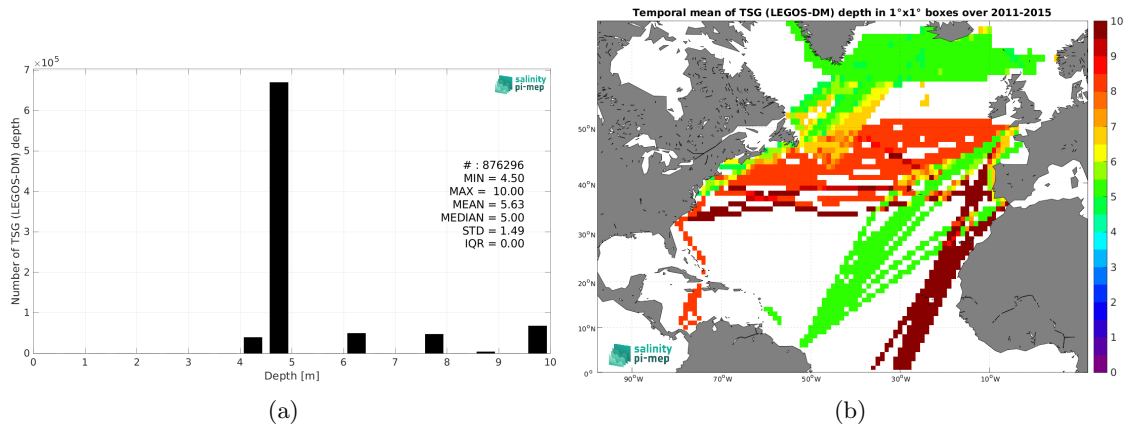 ×10⁵
7
6
5
4
3
2
1
0
Number of TSG (LEGOS-DM) depth
salinity
pi-mep
# : 876296
MIN = 4.50
MAX = 10.00
MEAN = 5.63
MEDIAN = 5.00
STD = 1.49
IQR = 0.00
0 1 2 3 4 5 6 7 8 9 10
Depth [m]
(a)
Temporal mean of TSG (LEGOS-DM) depth in 1°x1° boxes over 2011-2015
50°N
40°N
30°N
20°N
10°N
0°
90°W 70°W 50°W 30°W 10°W
salinity
pi-mep
10
9
8
7
6
5
4
3
2
1
0
(b)